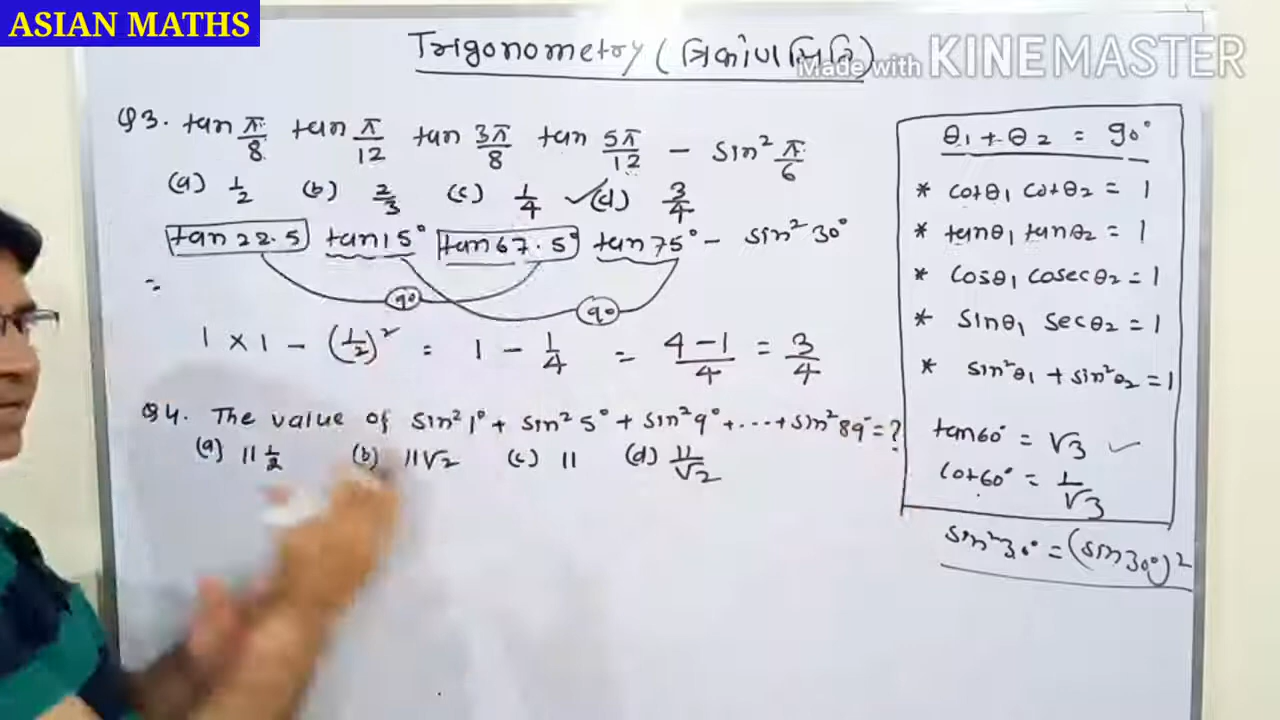 ASIAN MATHS
Trigonometry (त्रिकोणमिति)
Made with KINEMASTER
Q3. tan π/8 tan π/12 tan 3π/8 tan 5π/12 - sin² π/6
(a) 1/2 (b) 2/3 (c) 1/4 ✓(d) 3/4
tan 22.5 tan 15° tan 67.5° tan 75° - sin² 30°
=
90 90
1 × 1 - (1/2)² = 1 - 1/4 = 4-1/4 = 3/4
Q4. The value of sin² 1° + sin² 5° + sin² 9° + ... + sin² 89° = ?
(a) 11 1/2 (b) 11√2 (c) 11 (d) 11/√2
θ1 + θ2 = 90°
* cotθ1 cotθ2 = 1
* tanθ1 tanθ2 = 1
* cosθ1 cosecθ2 = 1
* sinθ1 secθ2 = 1
* sin²θ1 + sin²θ2 = 1
tan60° = √3 ✓
cot60° = 1/√3
sin²30° = (sin30°)²